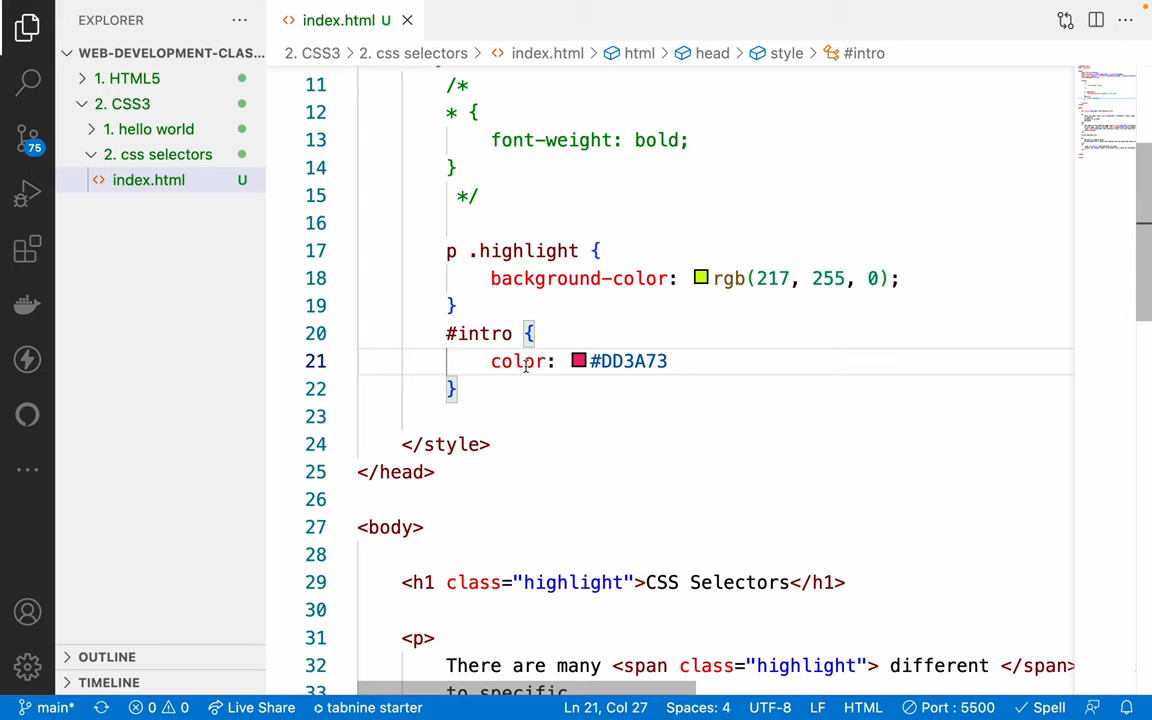 EXPLORER
WEB-DEVELOPMENT-CLAS...
1. HTML5
2. CSS3
1. hello world
2. css selectors
index.html U
OUTLINE
TIMELINE
75
index.html U
2. CSS3 > 2. css selectors > index.html > html > head > style > #intro
11 /*
12 * {
13 font-weight: bold;
14 }
15 */
16
17 p .highlight {
18 background-color: rgb(217, 255, 0);
19 }
20 #intro {
21 color: #DD3A73
22 }
23
24 </style>
25 </head>
26
27 <body>
28
29 <h1 class="highlight">CSS Selectors</h1>
30
31 <p>
32 There are many <span class="highlight"> different </span>
33 to specific
main* 0 0 Live Share tabnine starter Ln 21, Col 27 Spaces: 4 UTF-8 LF HTML Port : 5500 Spell